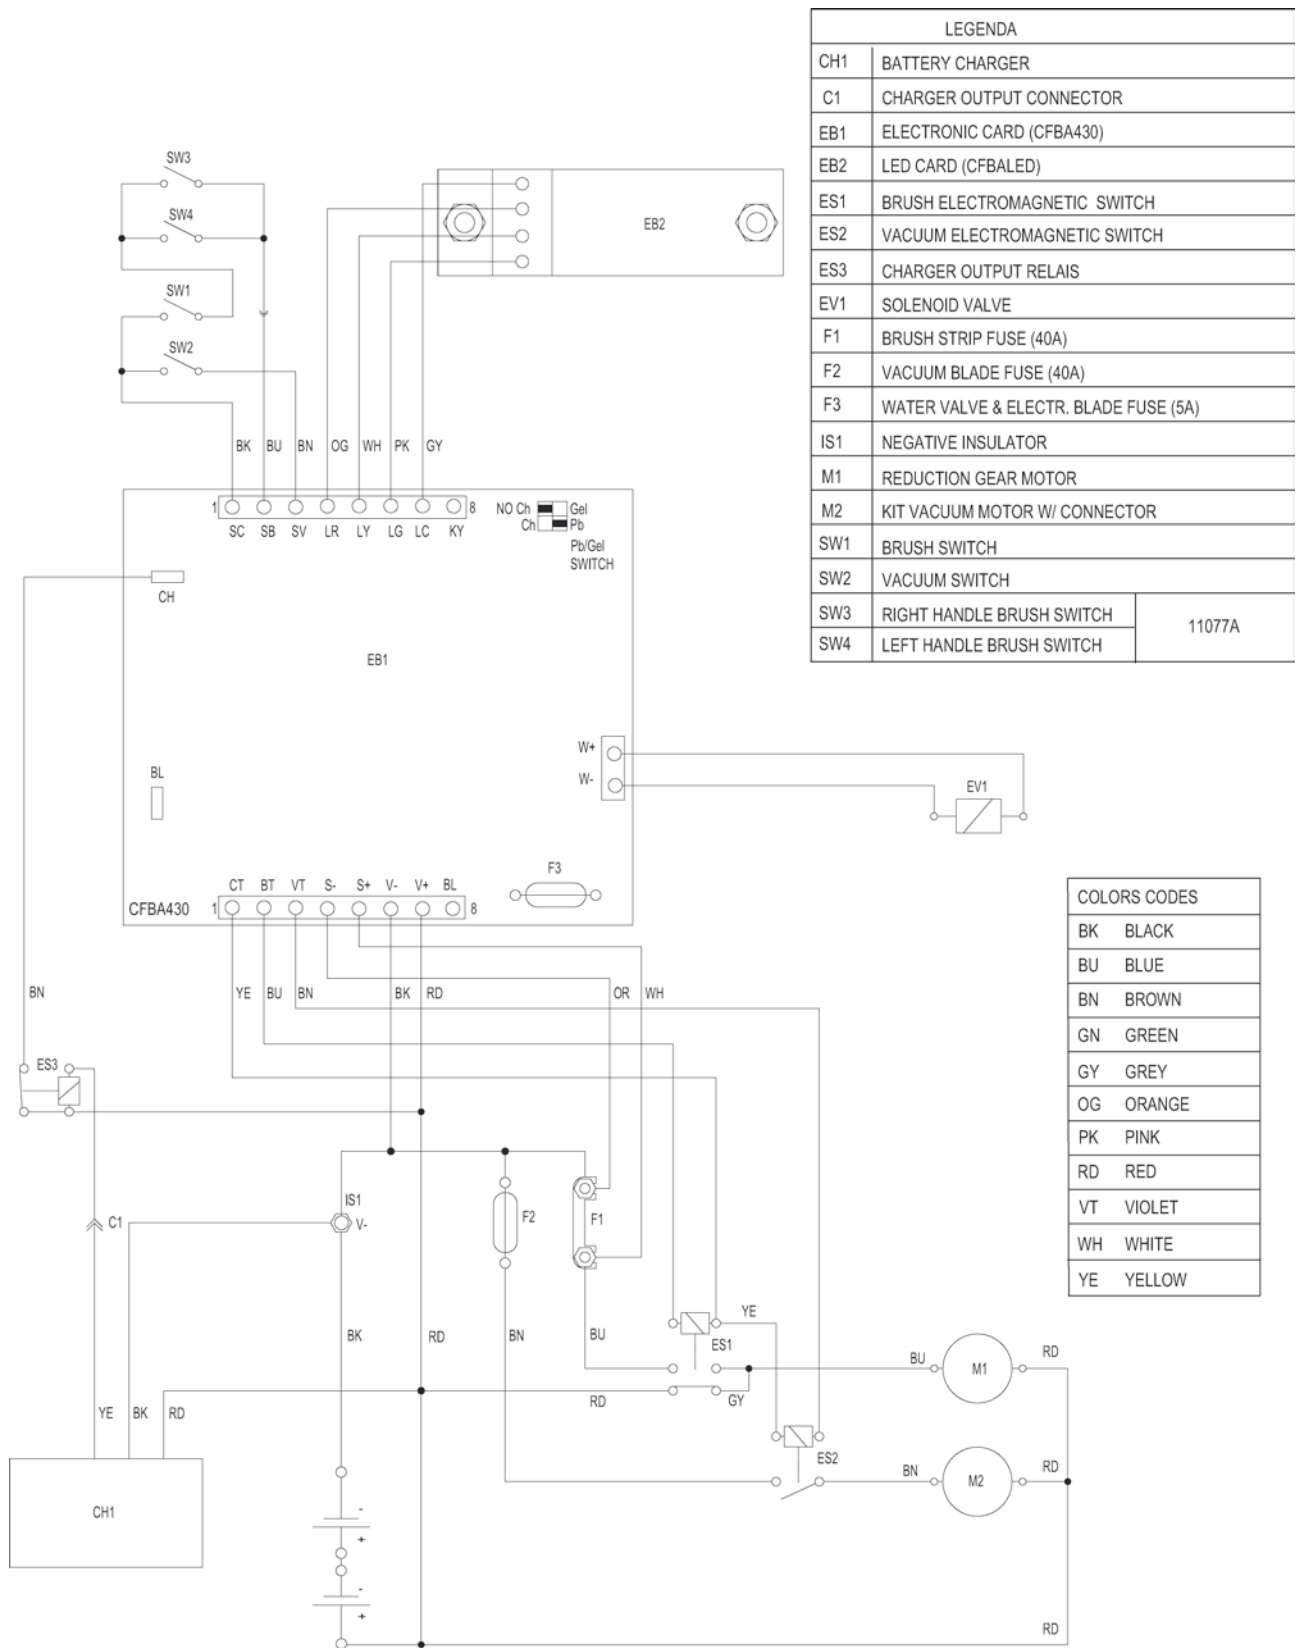 LEGENDA
CH1 BATTERY CHARGER
C1 CHARGER OUTPUT CONNECTOR
EB1 ELECTRONIC CARD (CFBA430)
EB2 LED CARD (CFBALED)
ES1 BRUSH ELECTROMAGNETIC SWITCH
ES2 VACUUM ELECTROMAGNETIC SWITCH
ES3 CHARGER OUTPUT RELAIS
EV1 SOLENOID VALVE
F1 BRUSH STRIP FUSE (40A)
F2 VACUUM BLADE FUSE (40A)
F3 WATER VALVE & ELECTR. BLADE FUSE (5A)
IS1 NEGATIVE INSULATOR
M1 REDUCTION GEAR MOTOR
M2 KIT VACUUM MOTOR W/ CONNECTOR
SW1 BRUSH SWITCH
SW2 VACUUM SWITCH
SW3 RIGHT HANDLE BRUSH SWITCH
SW4 LEFT HANDLE BRUSH SWITCH
11077A
SW3
SW4
SW1
SW2
EB2
BK BU BN OG WH PK GY
1 8
SC SB SV LR LY LG LC KY
NO Ch Gel
Ch Pb
Pb/Gel
SWITCH
CH
EB1
BL
W+
W-
EV1
F3
CT BT VT S- S+ V- V+ BL
CFBA430 1 8
COLORS CODES
BK BLACK
BU BLUE
BN BROWN
GN GREEN
GY GREY
OG ORANGE
PK PINK
RD RED
VT VIOLET
WH WHITE
YE YELLOW
BN YE BU BN BK RD OR WH
ES3
IS1
C1 V- F2 F1
BK RD BN BU YE
ES1
BU M1 RD
RD GY
YE BK RD
ES2
BN M2 RD
CH1
-
+
-
+
RD